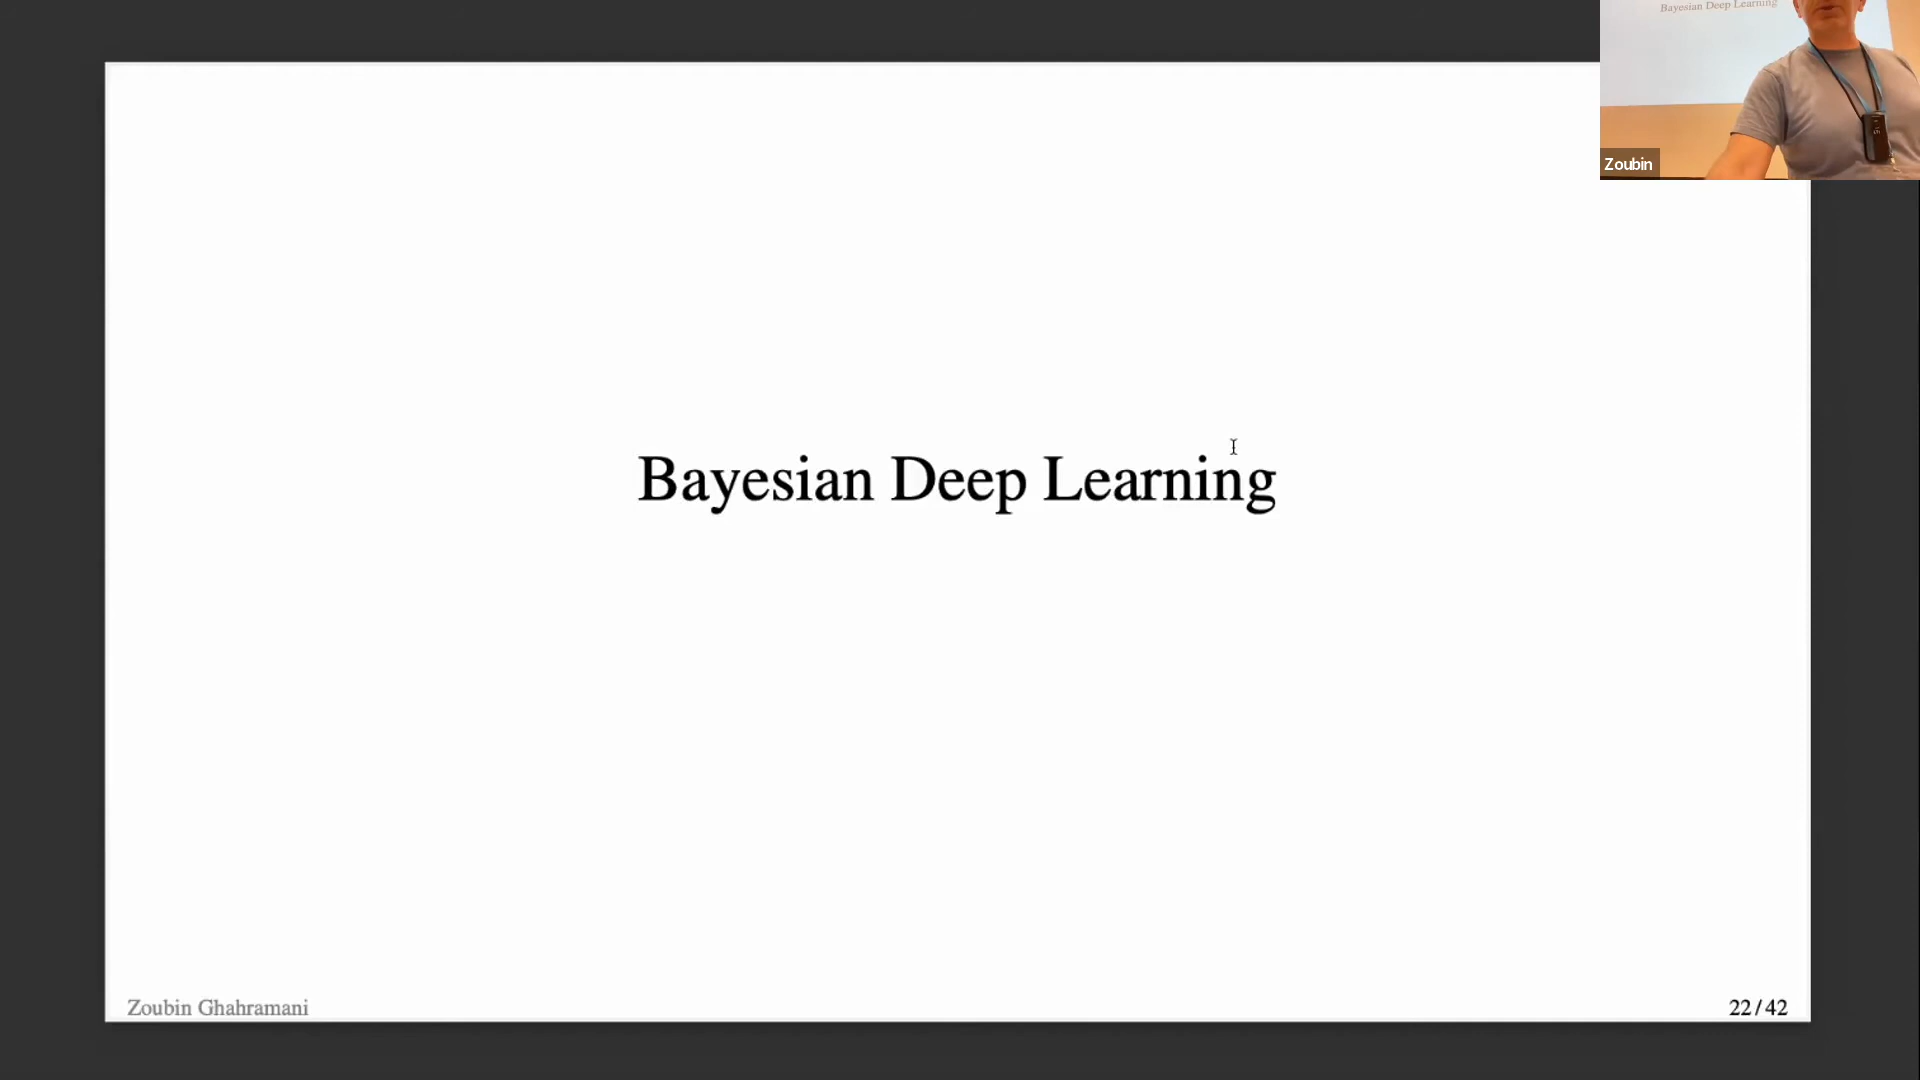 Bayesian Deep Learning
Zoubin
Bayesian Deep Learning
Zoubin Ghahramani
22 / 42